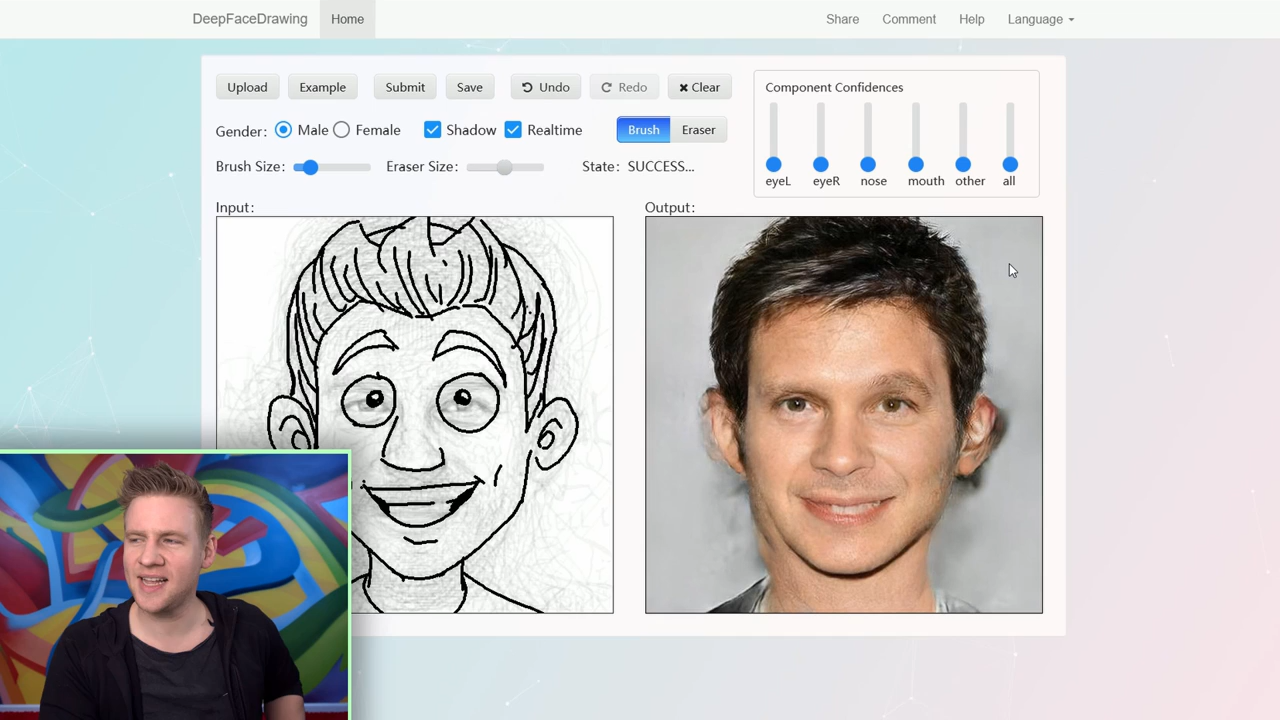 DeepFaceDrawing Home Share Comment Help Language
Upload Example Submit Save Undo Redo Clear
Component Confidences
Gender: Male Female Shadow Realtime Brush Eraser
Brush Size: Eraser Size: State: SUCCESS...
eyeL eyeR nose mouth other all
Input: Output: